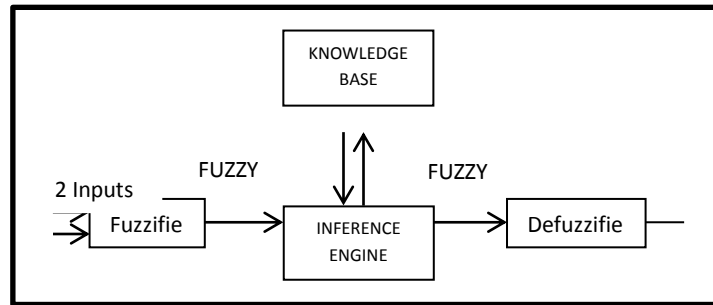 KNOWLEDGE
BASE
FUZZY
FUZZY
2 Inputs
Fuzzifie
INFERENCE
ENGINE
Defuzzifie